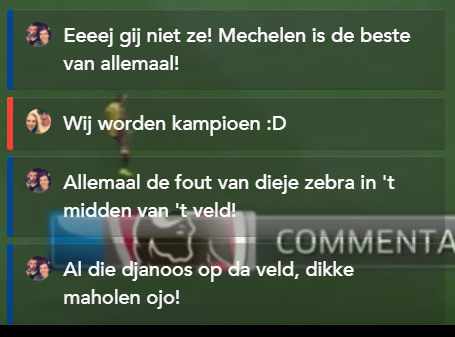 Eeeej gij niet ze! Mechelen is de beste
van allemaal!
Wij worden kampioen :D
Allemaal de fout van dieje zebra in 't
midden van 't veld!
COMMENTA
Al die djanoos op da veld, dikke
maholen ojo!